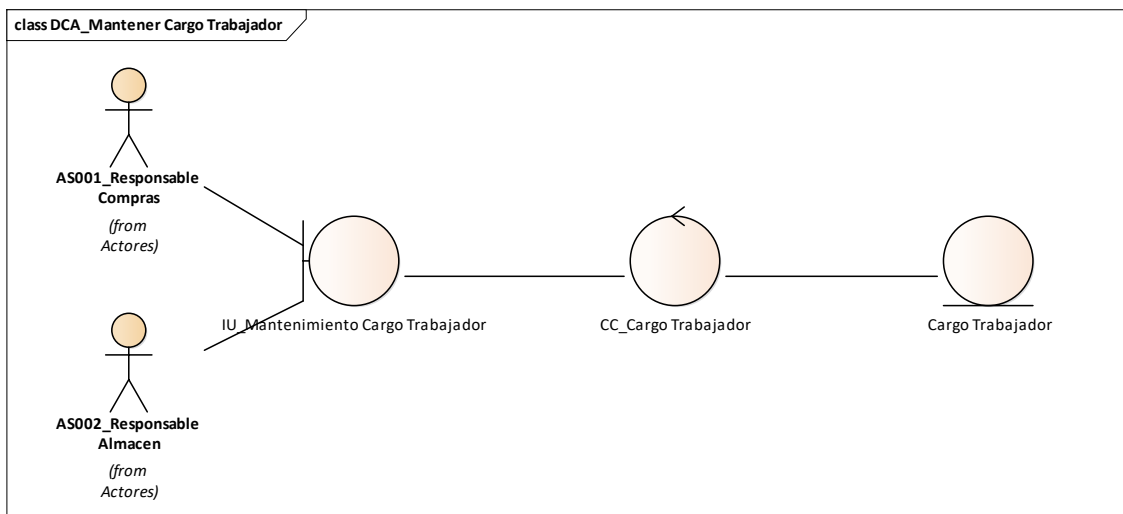 class DCA_Mantener Cargo Trabajador
AS001_Responsable
Compras
(from
Actores)
IU_Mantenimiento Cargo Trabajador
CC_Cargo Trabajador
Cargo Trabajador
AS002_Responsable
Almacen
(from
Actores)